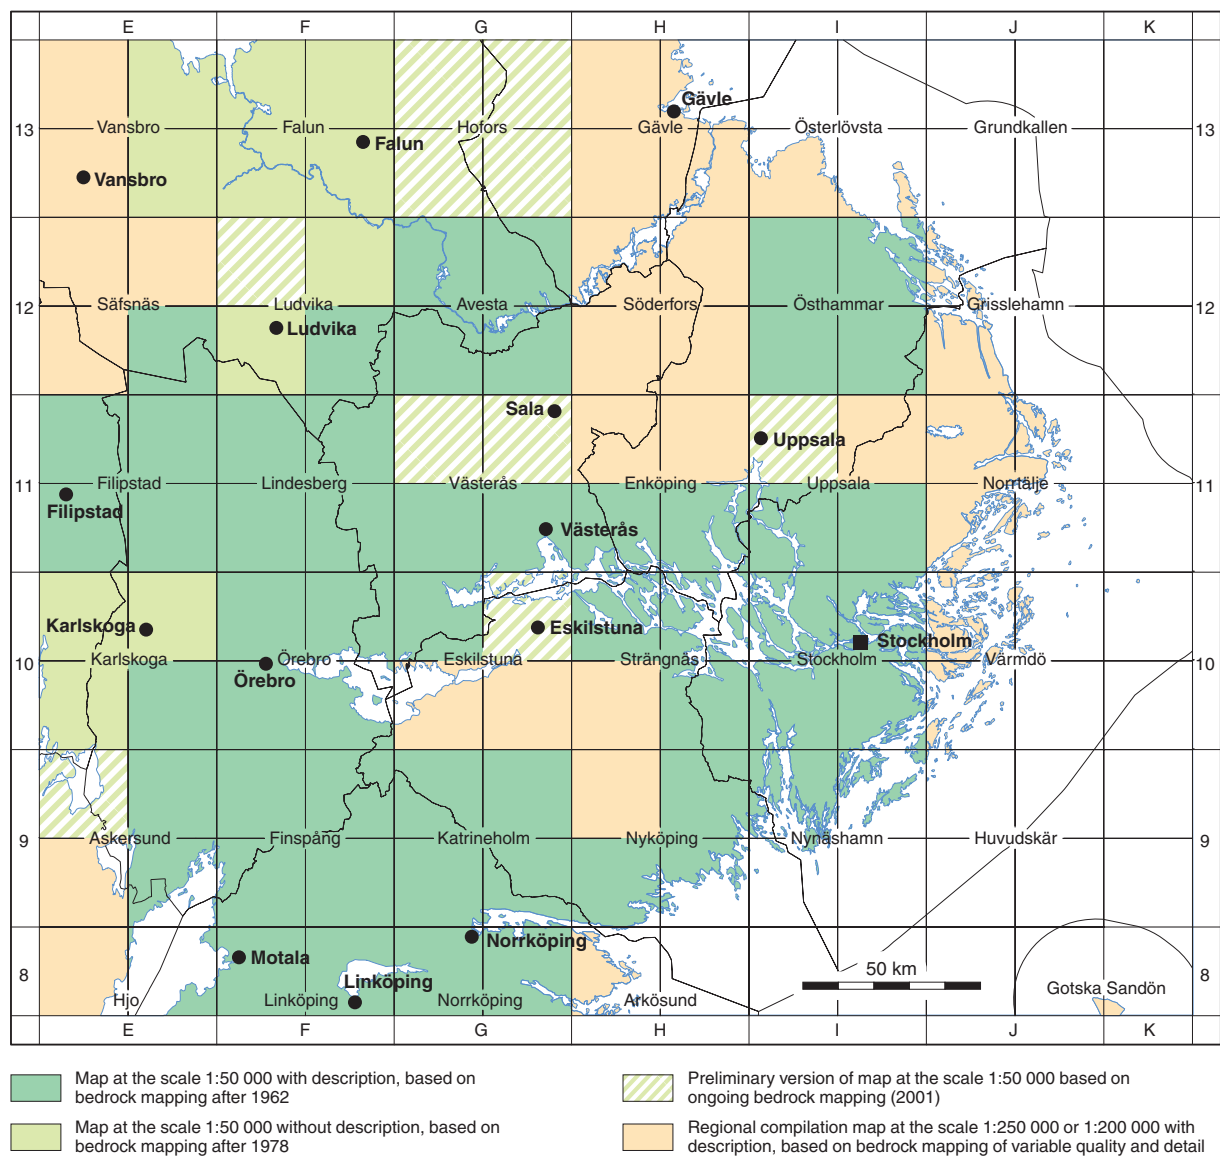 E F G H I J K
Gävle
13 Vansbro Falun Hofors Gävle Österlövsta Grundkallen 13
Falun
Vansbro
12 Säfsnäs Ludvika Avesta Söderfors Östhammar Grisslehamn 12
Ludvika
Sala
Uppsala
11 Filipstad Lindesberg Västerås Enköping Uppsala Norrtälje 11
Filipstad
Västerås
Karlskoga
Eskilstuna
Stockholm
10 Karlskoga Örebro Eskilstuna Strängnäs Stockholm Värmdö 10
Örebro
9 Askersund Finspång Katrineholm Nyköping Nynäshamn Huvudskär 9
Norrköping
Motala
8 50 km 8
Linköping
Gotska Sandön
Hjo Linköping Norrköping Arkösund
E F G H I J K
Map at the scale 1:50 000 with description, based on
bedrock mapping after 1962
Map at the scale 1:50 000 without description, based on
bedrock mapping after 1978
Preliminary version of map at the scale 1:50 000 based on
ongoing bedrock mapping (2001)
Regional compilation map at the scale 1:250 000 or 1:200 000 with
description, based on bedrock mapping of variable quality and detail